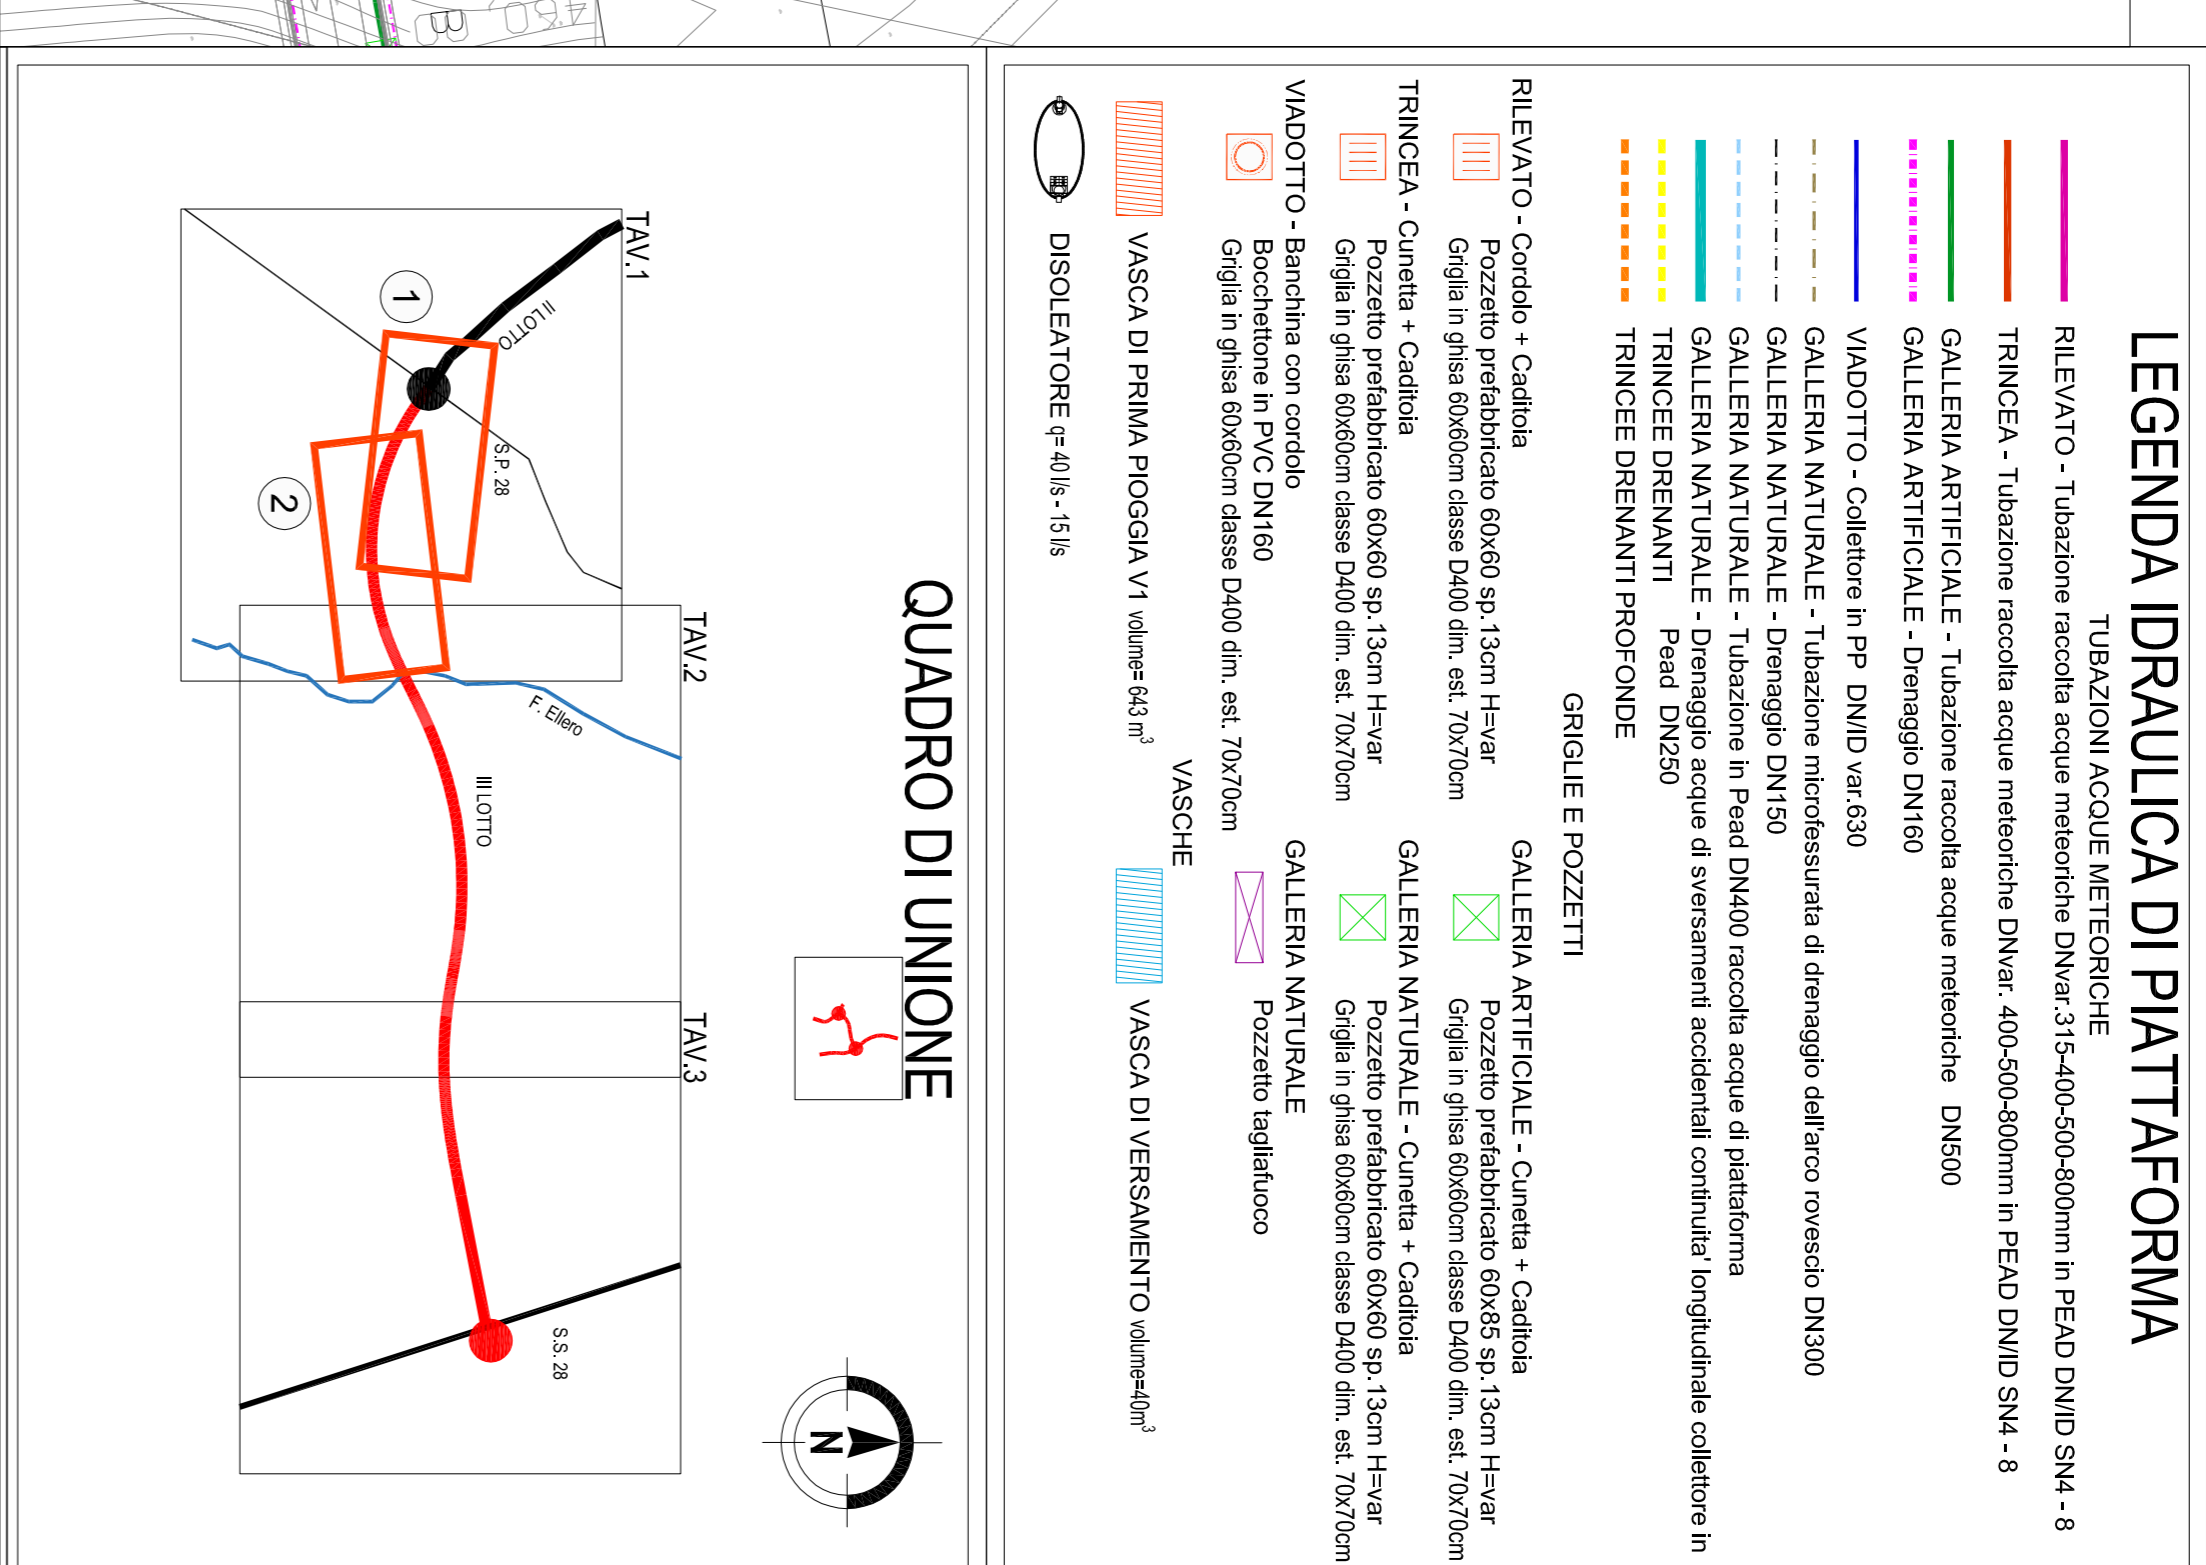 LEGENDA IDRAULICA DI PIATTAFORMA
TUBAZIONI ACQUE METEORICHE
RILEVATO - Tubazione raccolta acque meteoriche DNvar.315-400-500-800mm in PEAD DN/ID SN4 - 8
TRINCEA - Tubazione raccolta acque meteoriche DNvar. 400-500-800mm in PEAD DN/ID SN4 - 8
GALLERIA ARTIFICIALE - Tubazione raccolta acque meteoriche DN500
GALLERIA ARTIFICIALE - Drenaggio DN160
VIADOTTO - Collettore in PP DN/ID var.630
GALLERIA NATURALE - Tubazione microfessurata di drenaggio dell'arco rovescio DN300
GALLERIA NATURALE - Drenaggio DN150
GALLERIA NATURALE - Tubazione in Pead DN400 raccolta acque di piattaforma
GALLERIA NATURALE - Drenaggio acque di sversamenti accidentali continuita' longitudinale collettore in
TRINCEE DRENANTI Pead DN250
TRINCEE DRENANTI PROFONDE
GRIGLIE E POZZETTI
RILEVATO - Cordolo + Caditoia
Pozzetto prefabbricato 60x60 sp.13cm H=var
Griglia in ghisa 60x60cm classe D400 dim. est. 70x70cm
TRINCEA - Cunetta + Caditoia
Pozzetto prefabbricato 60x60 sp.13cm H=var
Griglia in ghisa 60x60cm classe D400 dim. est. 70x70cm
VIADOTTO - Banchina con cordolo
Bocchettone in PVC DN160
Griglia in ghisa 60x60cm classe D400 dim. est. 70x70cm
GALLERIA ARTIFICIALE - Cunetta + Caditoia
Pozzetto prefabbricato 60x85 sp.13cm H=var
Griglia in ghisa 60x60cm classe D400 dim. est. 70x70cm
GALLERIA NATURALE - Cunetta + Caditoia
Pozzetto prefabbricato 60x60 sp.13cm H=var
Griglia in ghisa 60x60cm classe D400 dim. est. 70x70cm
GALLERIA NATURALE
Pozzetto tagliafuoco
VASCHE
VASCA DI PRIMA PIOGGIA V1 volume= 643 m³
VASCA DI VERSAMENTO volume=40m³
DISOLEATORE q= 40 l/s - 15 l/s
QUADRO DI UNIONE
TAV.1
TAV.2
TAV.3
II LOTTO
S.P. 28
1
2
F. Ellero
III LOTTO
S.S. 28
N
B